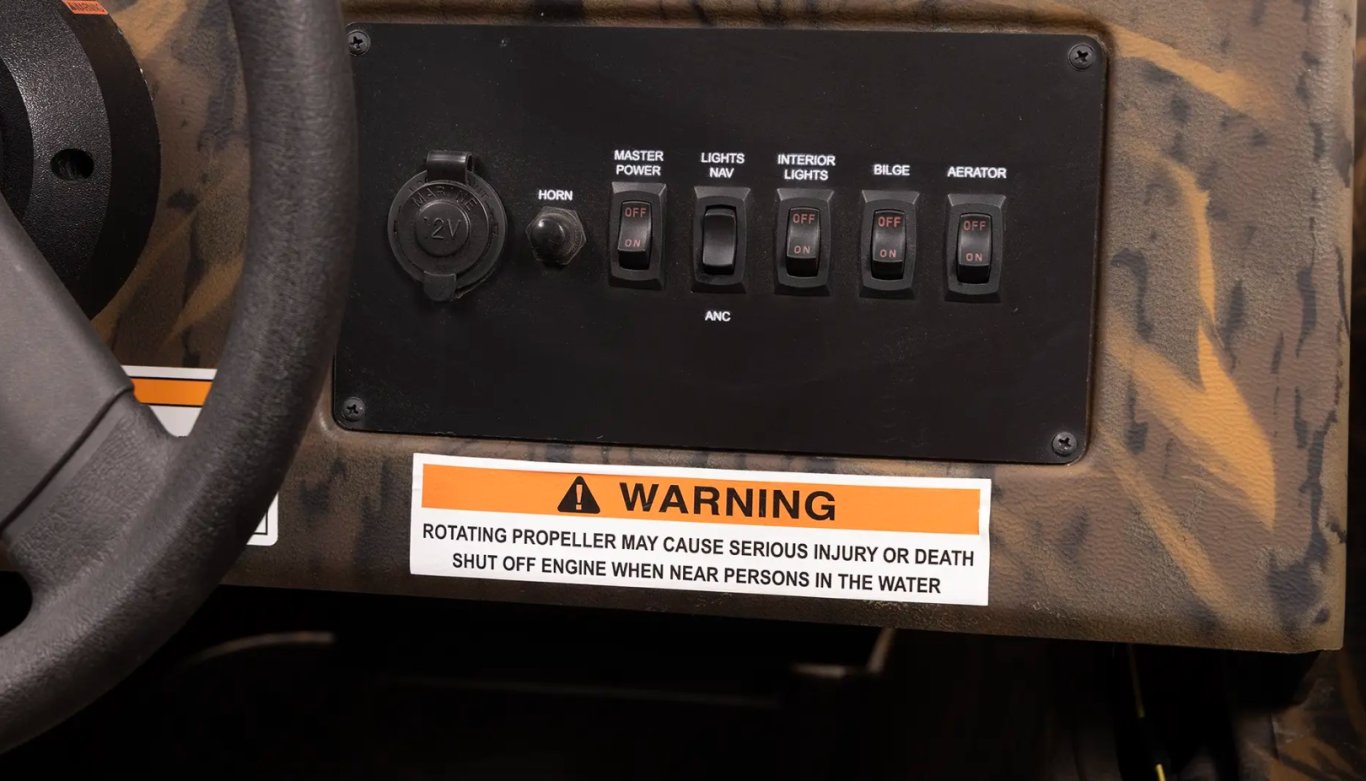 WARNING
MARINE
12V
HORN
MASTER
POWER
OFF
ON
LIGHTS
NAV
ANC
INTERIOR
LIGHTS
OFF
ON
BILGE
OFF
ON
AERATOR
OFF
ON
WARNING
ROTATING PROPELLER MAY CAUSE SERIOUS INJURY OR DEATH
SHUT OFF ENGINE WHEN NEAR PERSONS IN THE WATER